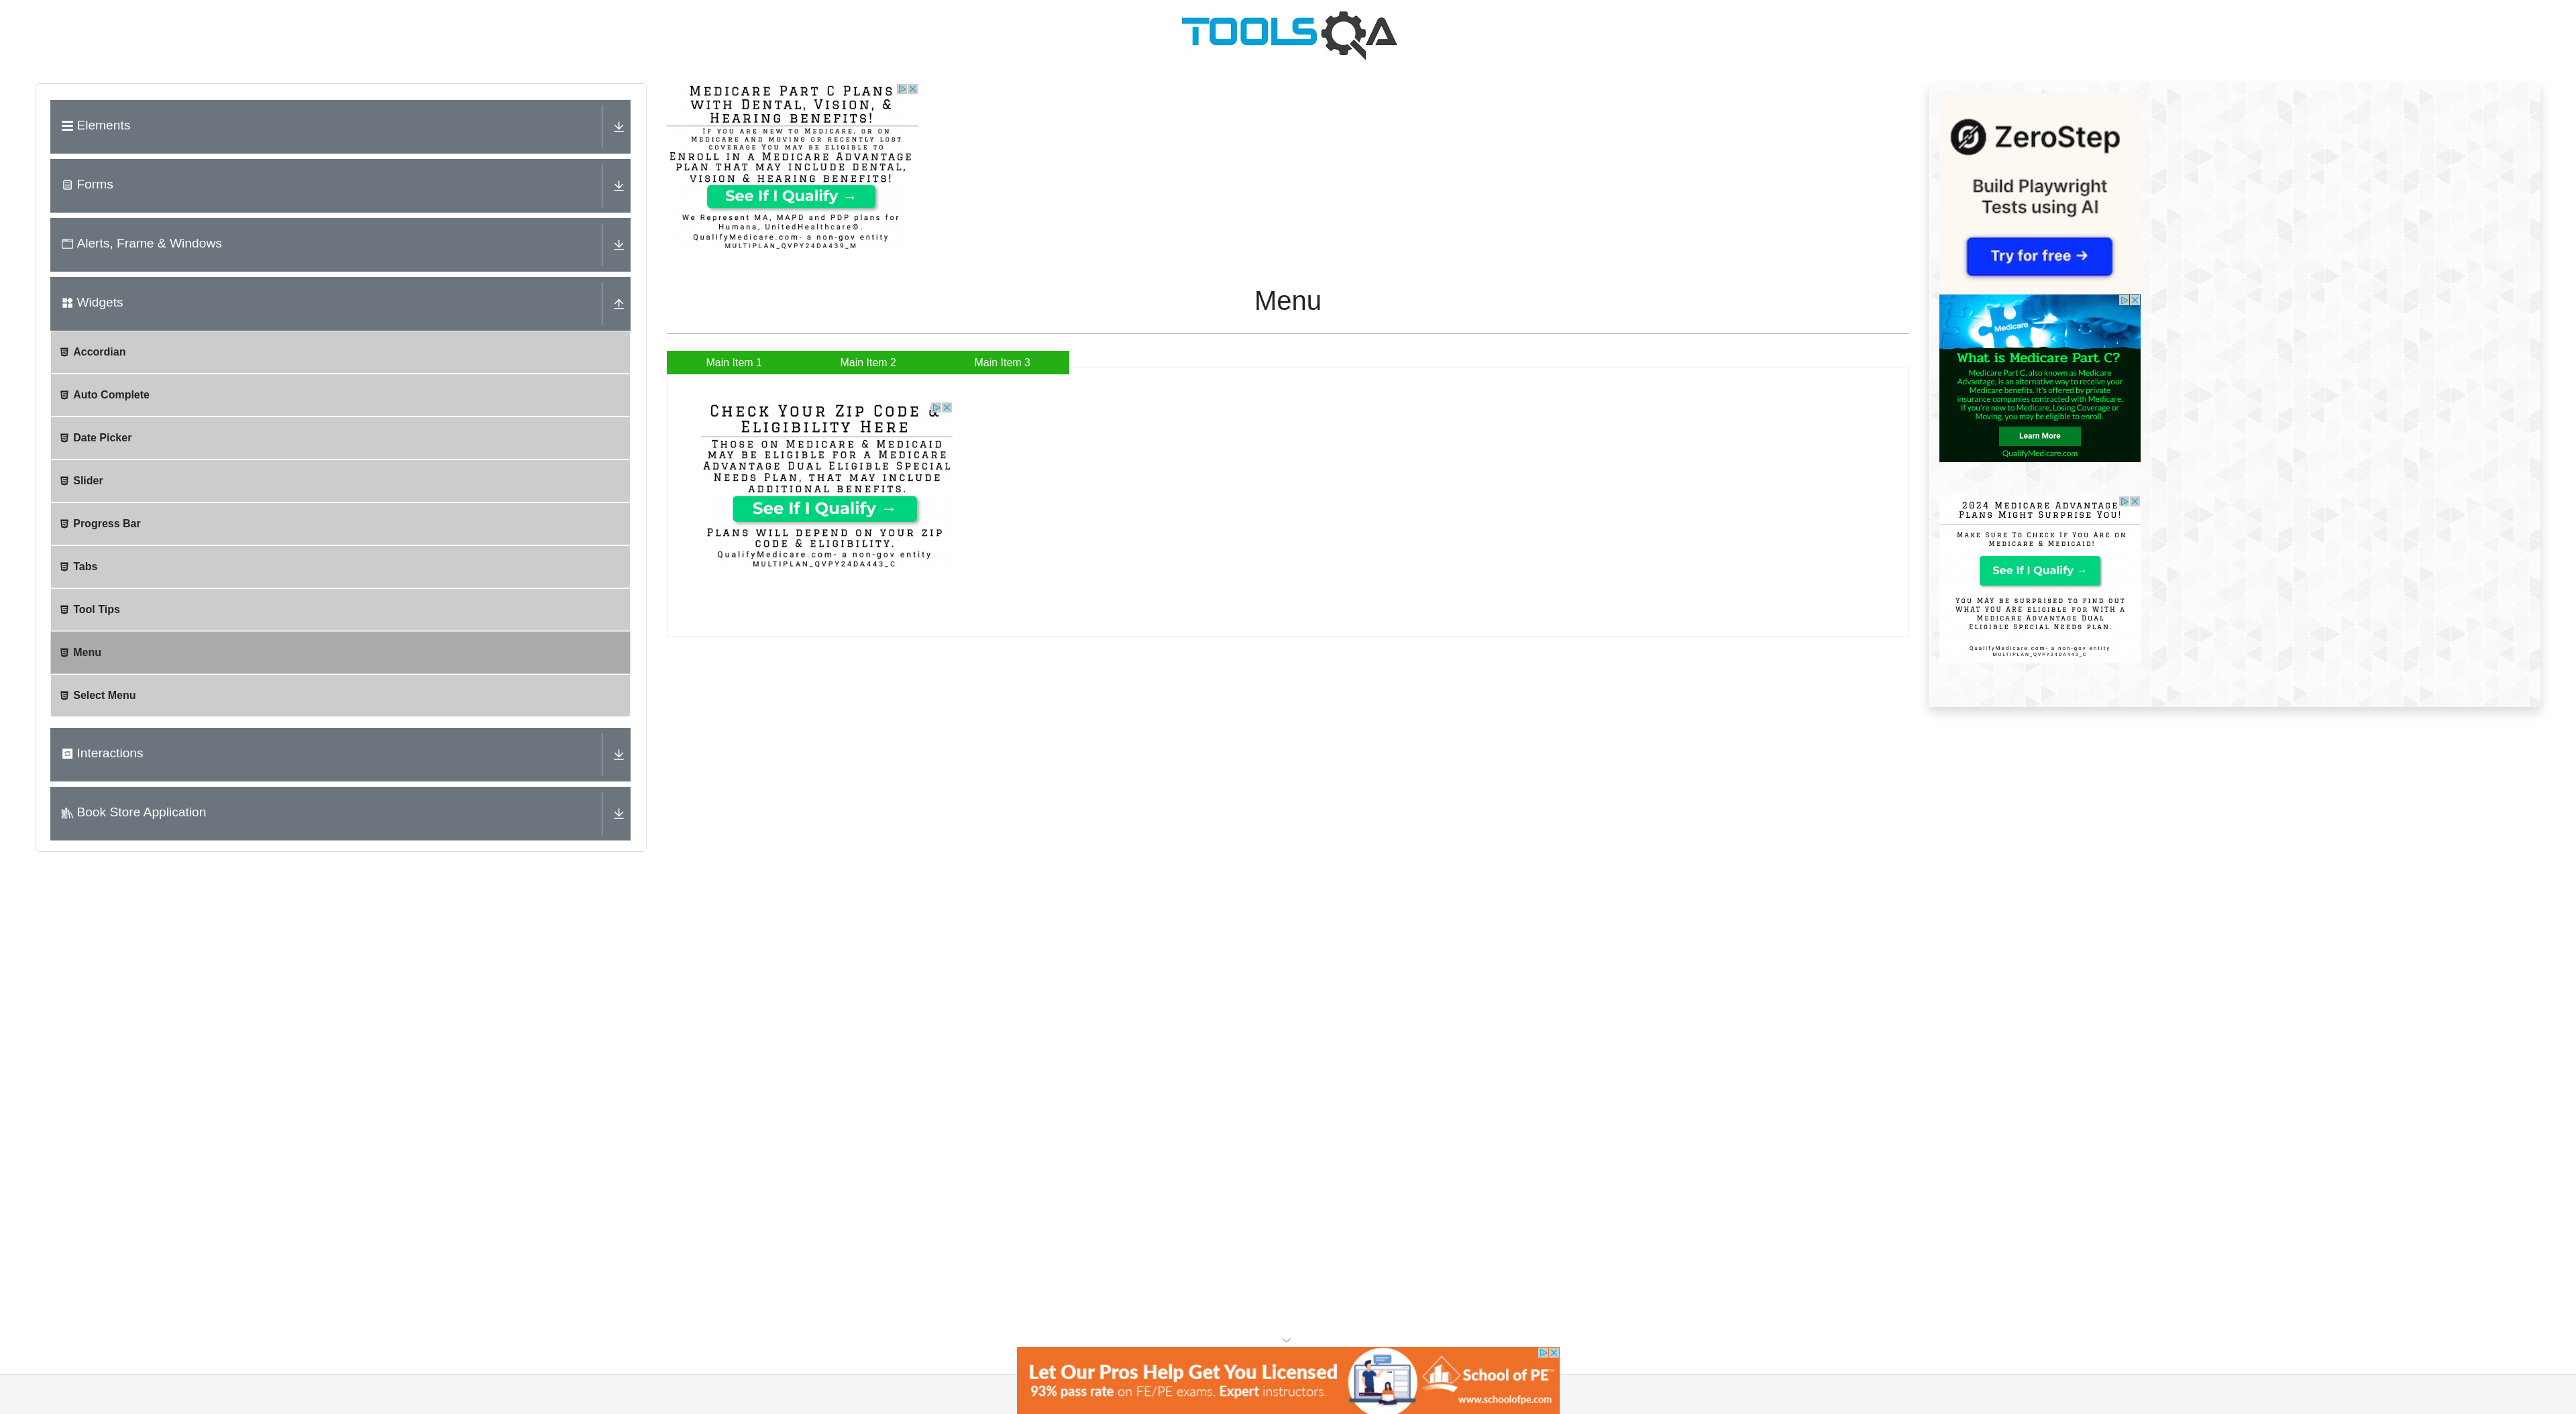 TOOLSQA
Elements
Forms
Alerts, Frame & Windows
Widgets
Accordian
Auto Complete
Date Picker
Slider
Progress Bar
Tabs
Tool Tips
Menu
Select Menu
Interactions
Book Store Application
Medicare Part C Plans
with Dental, Vision, &
Hearing benefits!
If you are new to Medicare, or on
Medicare and moving or recently lost
coverage You may be eligible to
Enroll in a Medicare Advantage
plan that may include dental,
vision & hearing benefits!
See If I Qualify →
We Represent MA, MAPD and PDP plans for
Humana, UnitedHealthcare©.
QualifyMedicare.com- a non-gov entity
MULTIPLAN_QVPY24DA439_M
Menu
Main Item 1 Main Item 2 Main Item 3
Check Your Zip Code &
Eligibility Here
Those on Medicare & Medicaid
may be eligible for a Medicare
Advantage Dual Eligible Special
Needs Plan, that may include
additional benefits.
See If I Qualify →
Plans will depend on your zip
code & eligibility.
QualifyMedicare.com- a non-gov entity
MULTIPLAN_QVPY24DA443_C
ZeroStep
Build Playwright
Tests using AI
Try for free →
Medicare
What is Medicare Part C?
Medicare Part C, also known as Medicare
Advantage, is an alternative way to receive your
Medicare benefits. It's offered by private
insurance companies contracted with Medicare.
If you're new to Medicare, Losing Coverage or
Moving, you may be eligible to enroll.
Learn More
QualifyMedicare.com
2024 Medicare Advantage
Plans Might Surprise You!
Make Sure To Check If You Are on
Medicare & Medicaid!
See If I Qualify →
You MAY be surprised to find out
what you ARE eligible for with a
Medicare Advantage Dual
Eligible Special Needs plan.
QualifyMedicare.com- a non-gov entity
MULTIPLAN_QVPY24DA443_C
Let Our Pros Help Get You Licensed
93% pass rate on FE/PE exams. Expert instructors.
School of PE™
www.schoolofpe.com